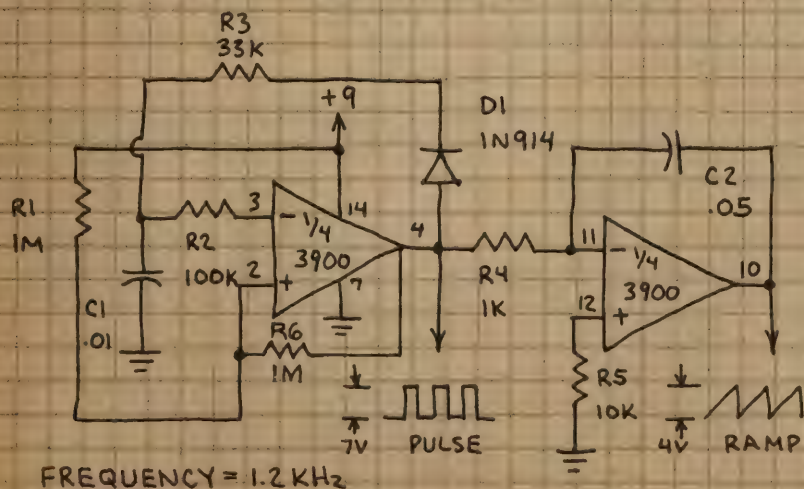 R3
33K
+9
D1
1N914
R1
1M
3
-
14
1/4
3900
4
R2
100K
2
+
7
C1
.01
R6
1M
R4
1K
C2
.05
11
-
1/4
3900
10
12
+
R5
10K
7V
PULSE
4V
RAMP
FREQUENCY = 1.2 KHz